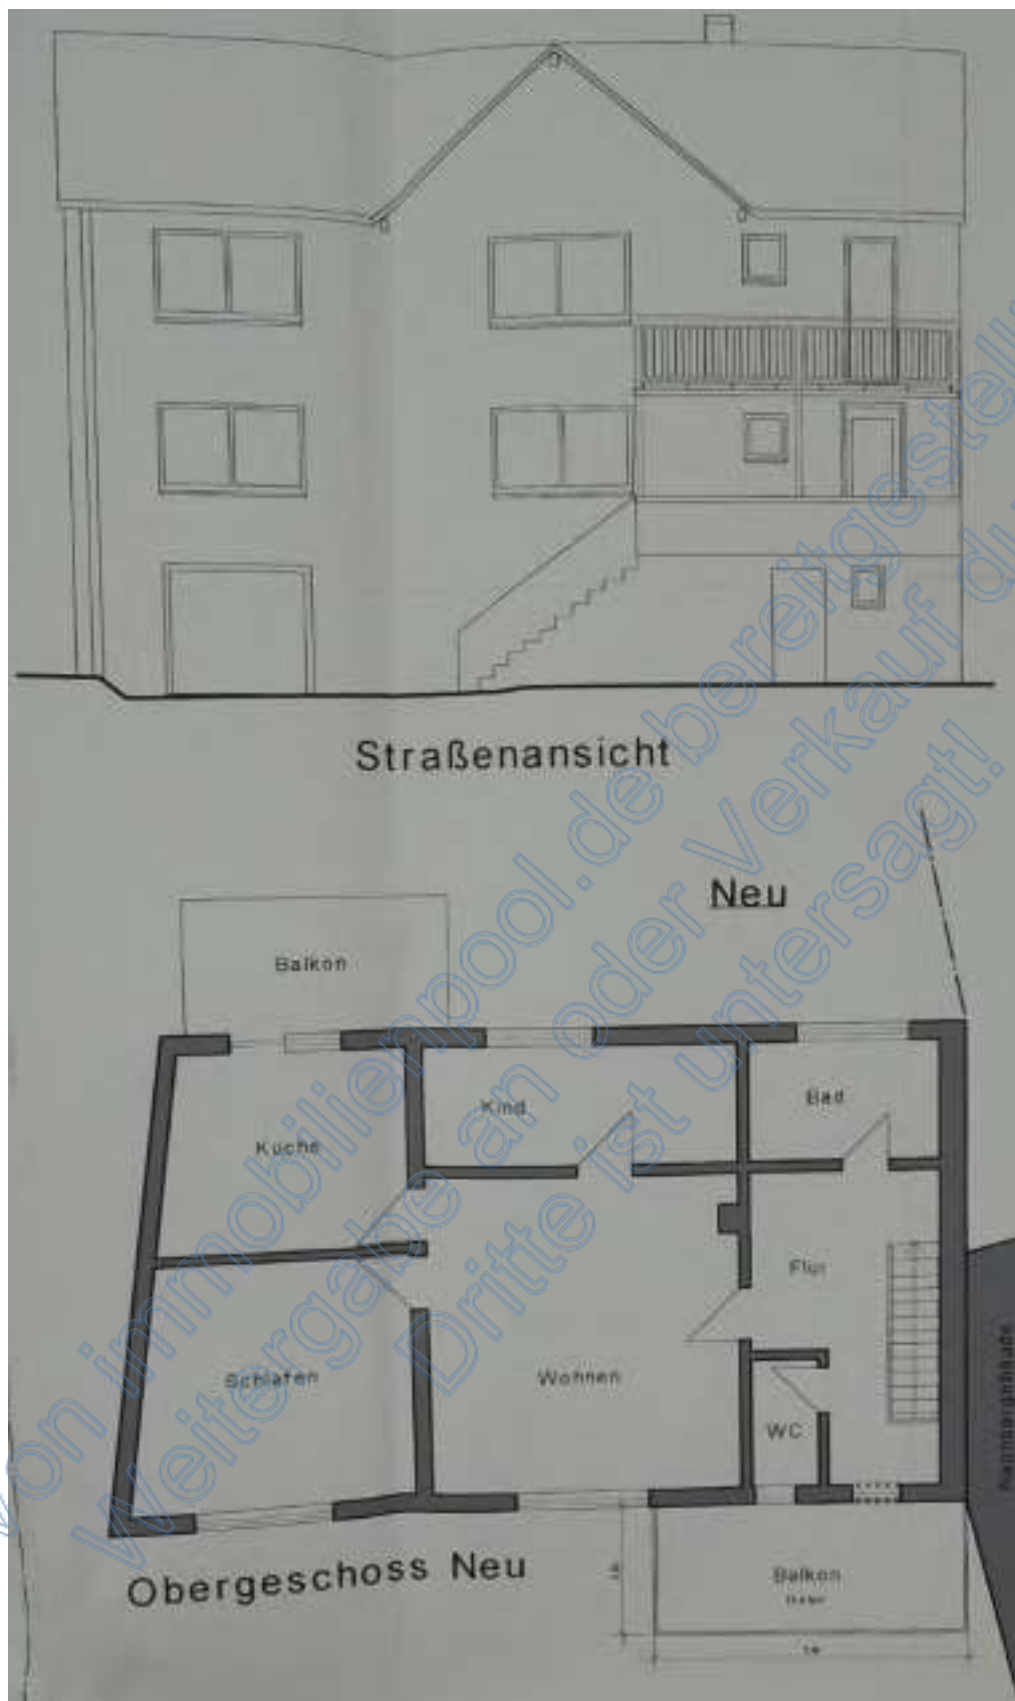 Straßenansicht
Neu
Balkon
Kind
Bad
Küche
Flur
Schlafen
Wohnen
WC
Obergeschoss Neu
Balkon
von immobilienpool.de bereitgestellt
Weitergabe an oder Verkauf du
Dritte ist untersagt!